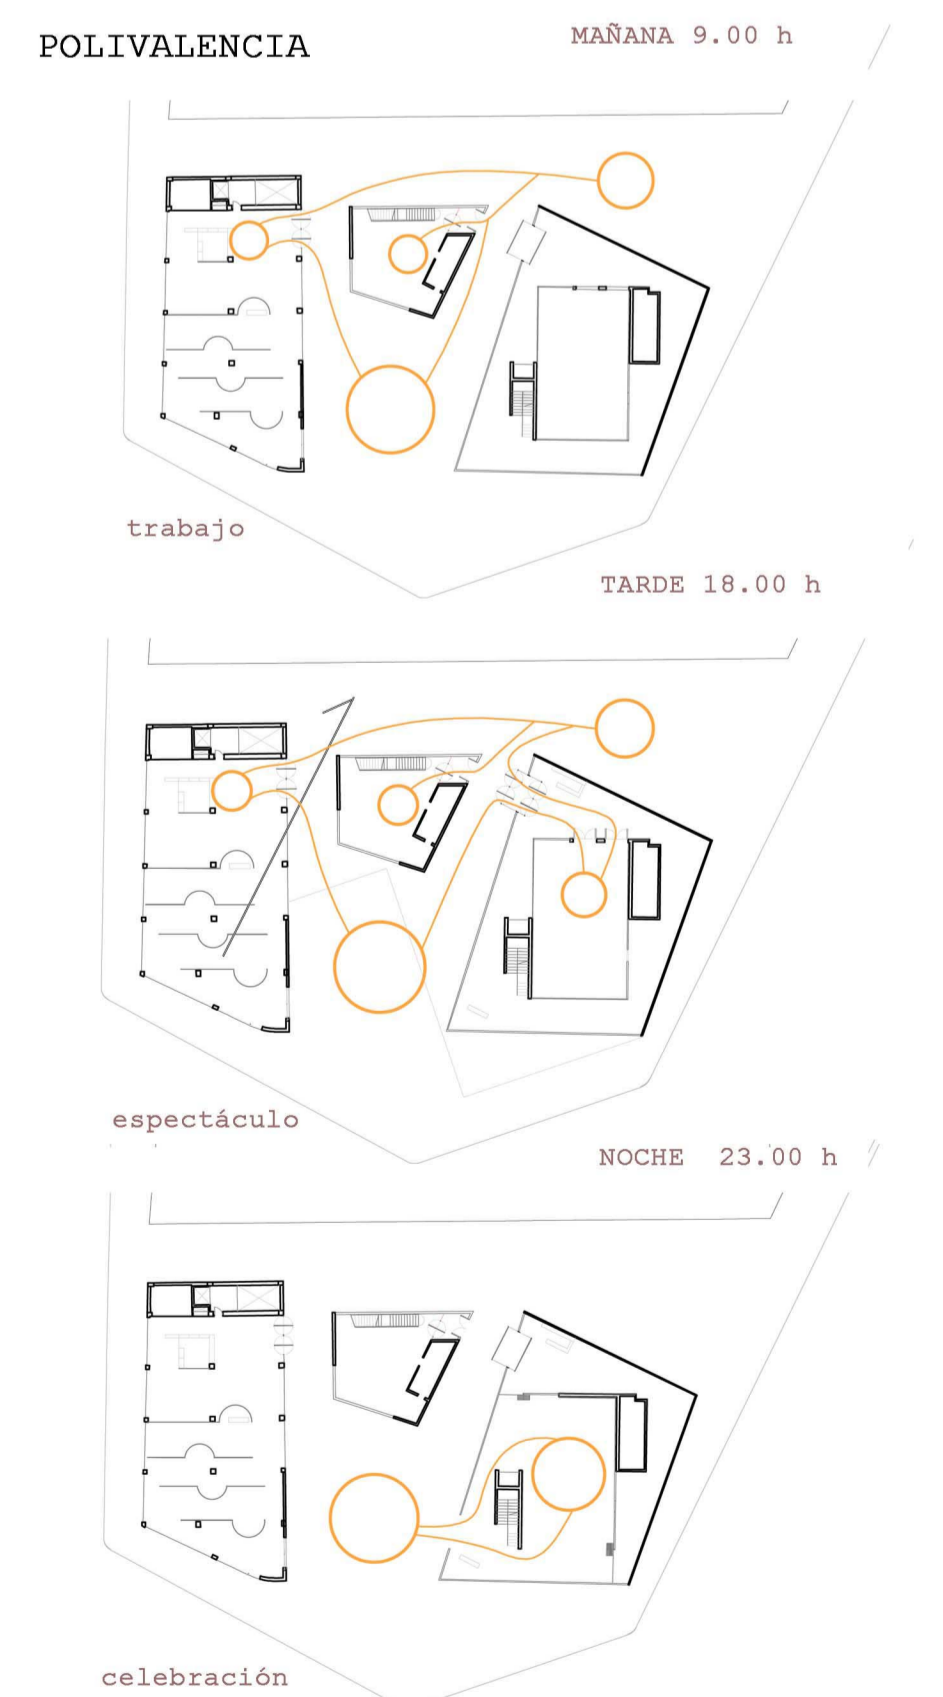 POLIVALENCIA
MAÑANA 9.00 h
trabajo
TARDE 18.00 h
espectáculo
NOCHE 23.00 h
celebración